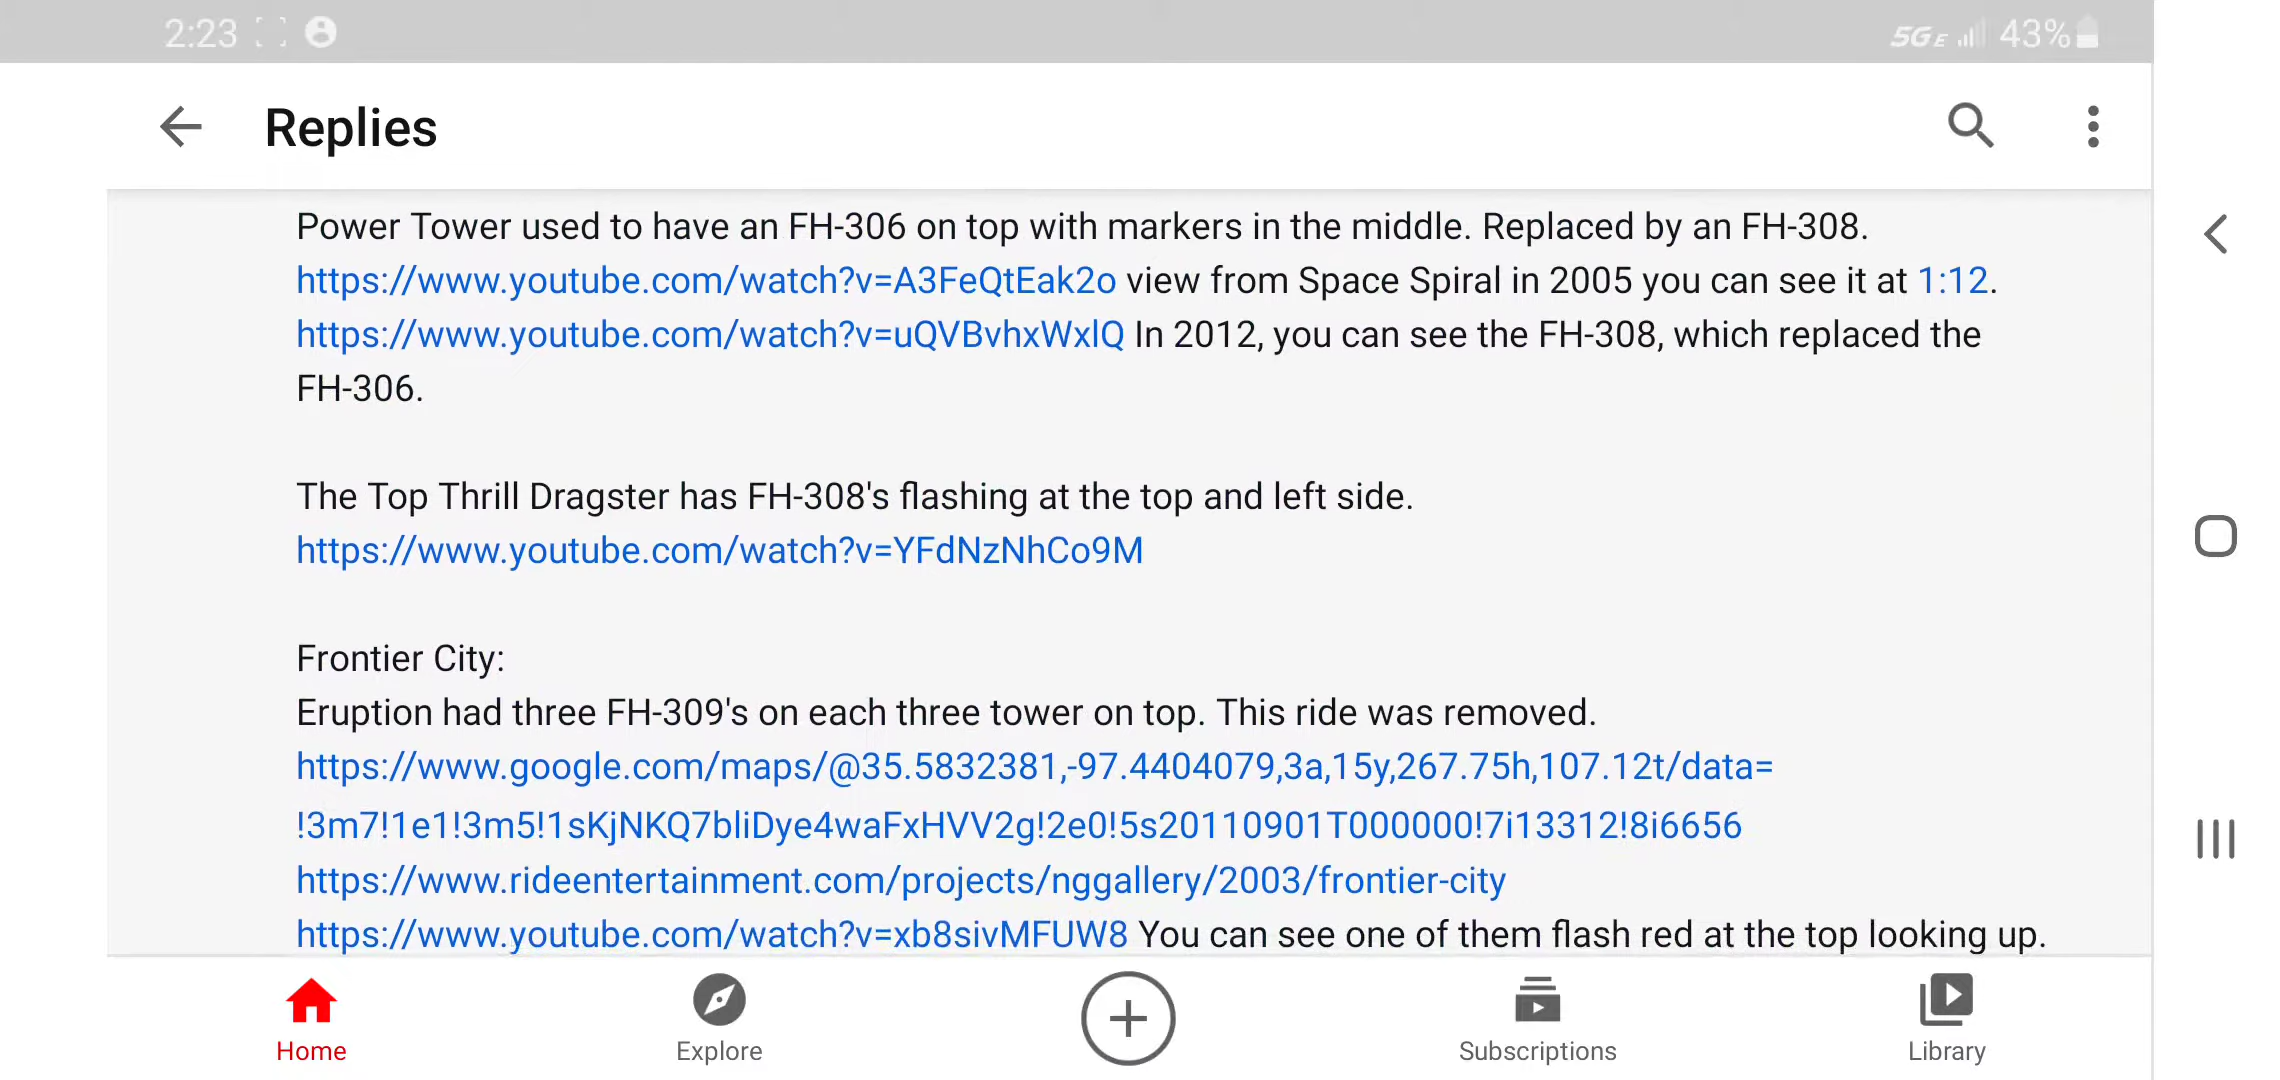 2:23
5GE 43%
Replies
Power Tower used to have an FH-306 on top with markers in the middle. Replaced by an FH-308.
https://www.youtube.com/watch?v=A3FeQtEak2o view from Space Spiral in 2005 you can see it at 1:12.
https://www.youtube.com/watch?v=uQVBvhxWxlQ In 2012, you can see the FH-308, which replaced the
FH-306.
The Top Thrill Dragster has FH-308's flashing at the top and left side.
https://www.youtube.com/watch?v=YFdNzNhCo9M
Frontier City:
Eruption had three FH-309's on each three tower on top. This ride was removed.
https://www.google.com/maps/@35.5832381,-97.4404079,3a,15y,267.75h,107.12t/data=
!3m7!1e1!3m5!1sKjNKQ7bliDye4waFxHVV2g!2e0!5s20110901T000000!7i13312!8i6656
https://www.rideentertainment.com/projects/nggallery/2003/frontier-city
https://www.youtube.com/watch?v=xb8sivMFUW8 You can see one of them flash red at the top looking up.
Home
Explore
Subscriptions
Library